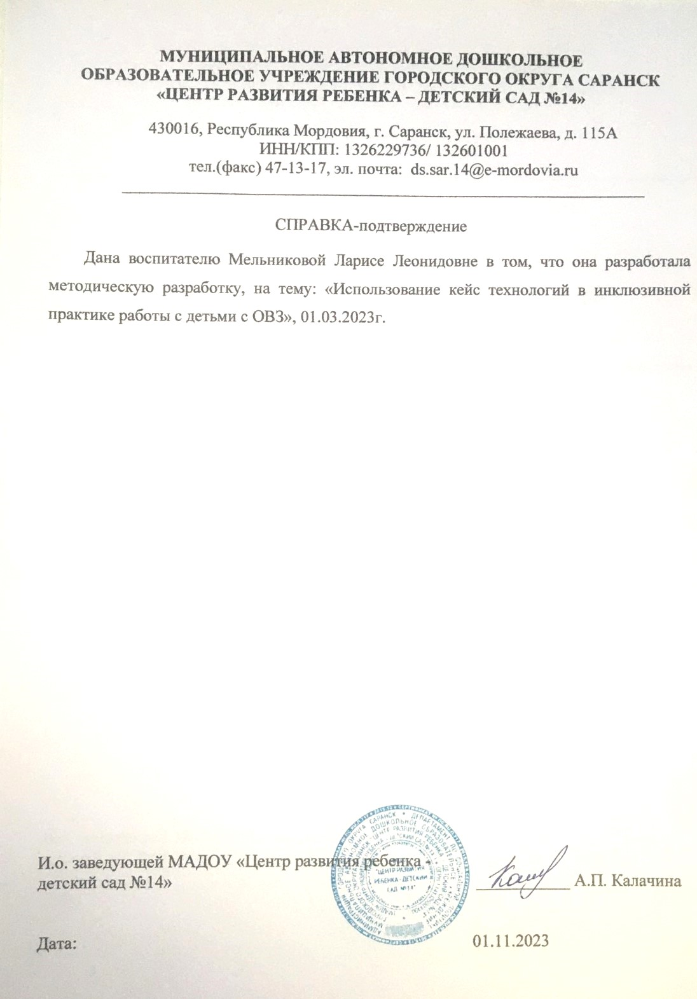 МУНИЦИПАЛЬНОЕ АВТОНОМНОЕ ДОШКОЛЬНОЕ
ОБРАЗОВАТЕЛЬНОЕ УЧРЕЖДЕНИЕ ГОРОДСКОГО ОКРУГА САРАНСК
«ЦЕНТР РАЗВИТИЯ РЕБЕНКА – ДЕТСКИЙ САД №14»
430016, Республика Мордовия, г. Саранск, ул. Полежаева, д. 115А
ИНН/КПП: 1326229736/ 132601001
тел.(факс) 47-13-17, эл. почта: ds.sar.14@e-mordovia.ru
СПРАВКА-подтверждение
Дана воспитателю Мельниковой Ларисе Леонидовне в том, что она разработала
методическую разработку, на тему: «Использование кейс технологий в инклюзивной
практике работы с детьми с ОВЗ», 01.03.2023г.
И.о. заведующей МАДОУ «Центр развития ребенка -
детский сад №14»
А.П. Калачина
"ЦЕНТР РАЗВИТИЯ
РЕБЕНКА - ДЕТСКИЙ
САД №14"
Дата:
01.11.2023